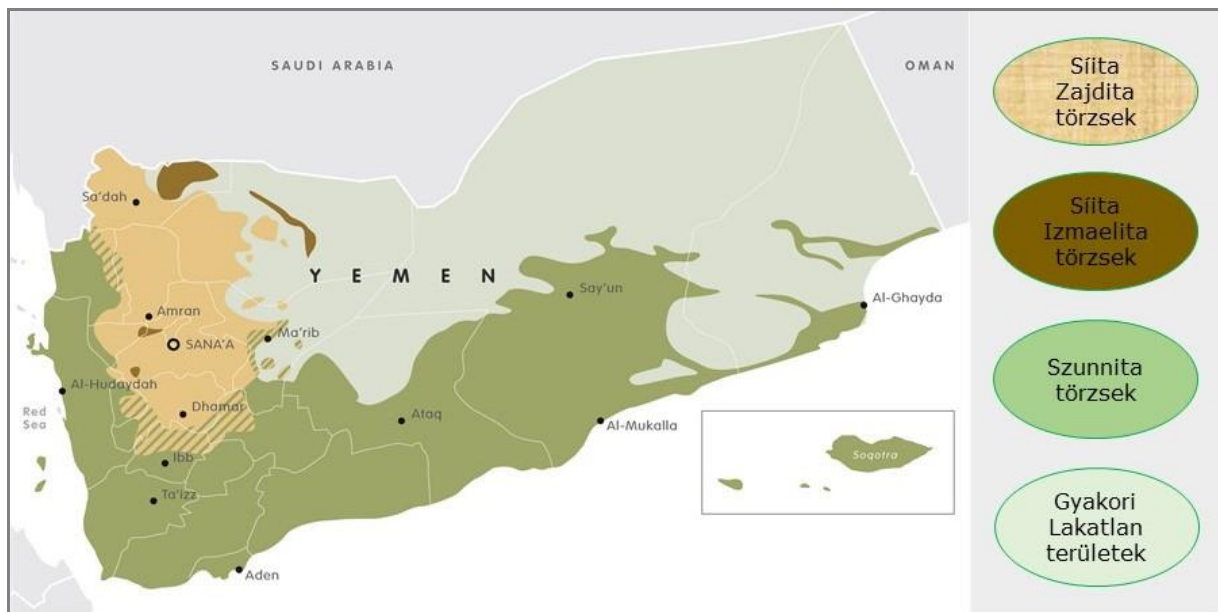 SAUDI ARABIA
OMAN
Sa'dah
Y E M E N
Say'un
Al-Ghayda
Amran
SANA'A
Ma'rib
Al-Hudaydah
Red
Sea
Dhamar
Ataq
Al-Mukalla
Ibb
Ta'izz
Aden
Soqotra
Síita
Zajdita
törzsek
Síita
Izmaelita
törzsek
Szunnita
törzsek
Gyakori
Lakatlan
területek